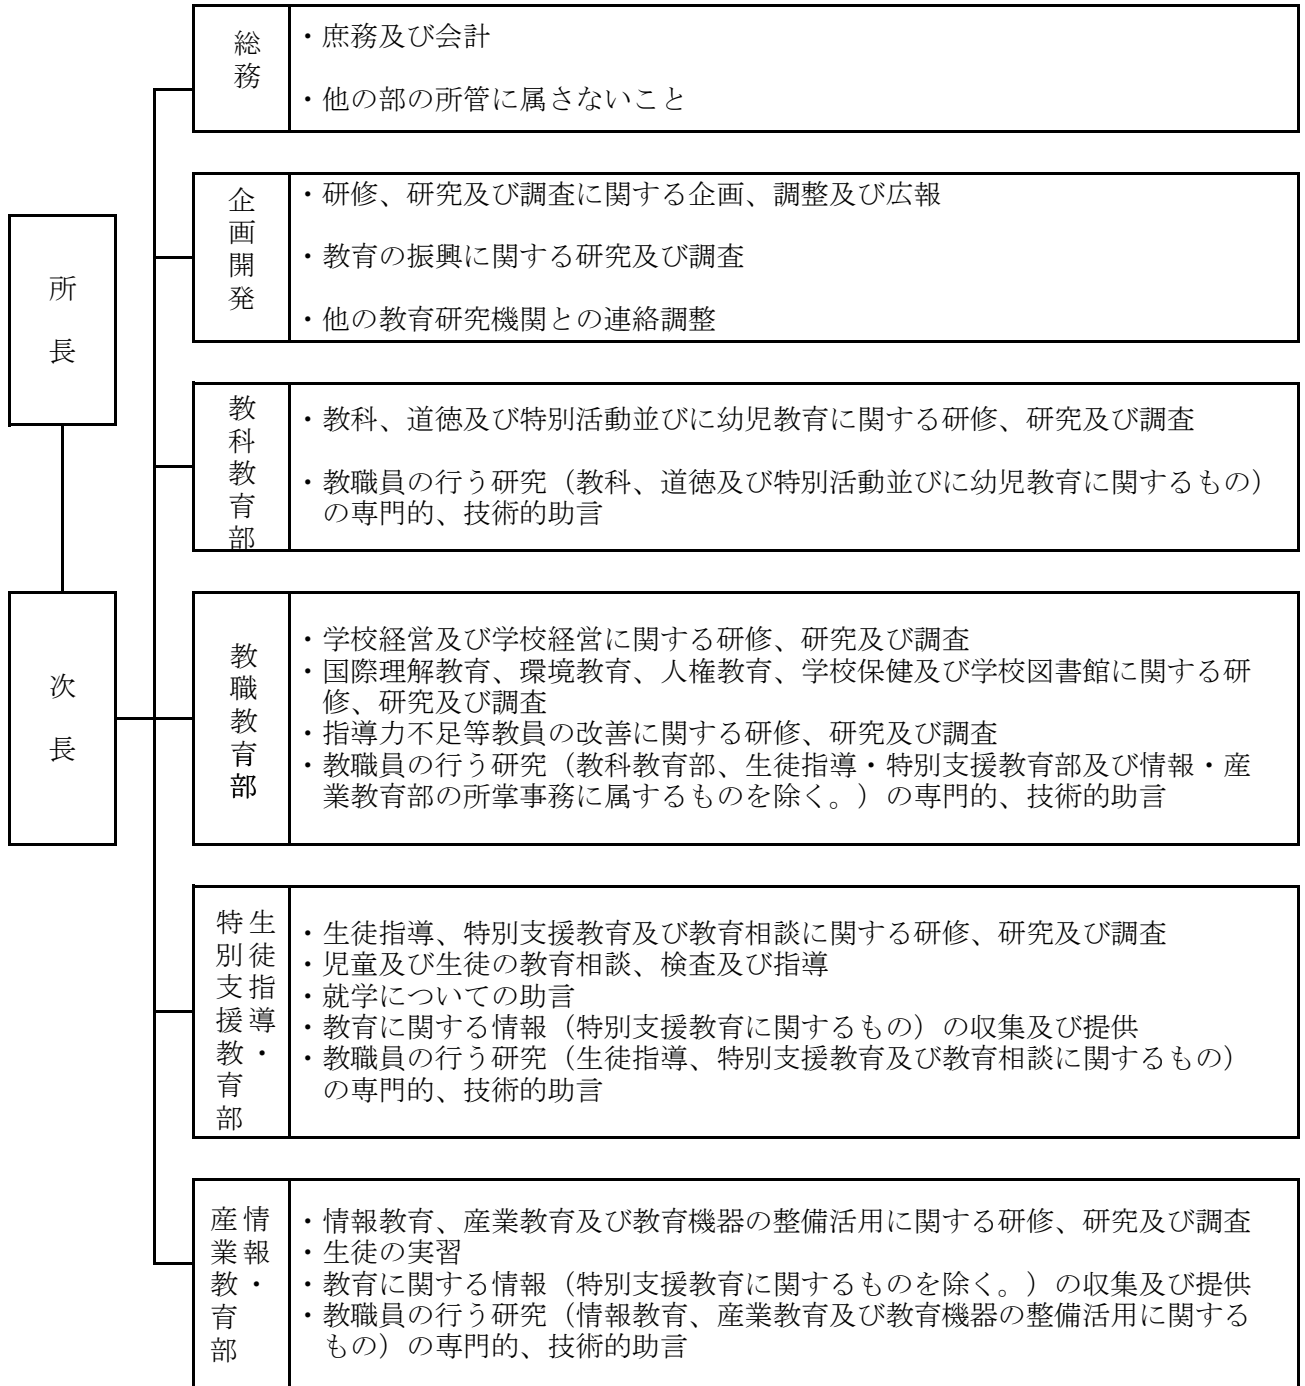 所長
次長
総務
・庶務及び会計
・他の部の所管に属さないこと
企画開発
・研修、研究及び調査に関する企画、調整及び広報
・教育の振興に関する研究及び調査
・他の教育研究機関との連絡調整
教科教育部
・教科、道徳及び特別活動並びに幼児教育に関する研修、研究及び調査
・教職員の行う研究（教科、道徳及び特別活動並びに幼児教育に関するもの）
の専門的、技術的助言
教職教育部
・学校経営及び学校経営に関する研修、研究及び調査
・国際理解教育、環境教育、人権教育、学校保健及び学校図書館に関する研
修、研究及び調査
・指導力不足等教員の改善に関する研修、研究及び調査
・教職員の行う研究（教科教育部、生徒指導・特別支援教育部及び情報・産
業教育部の所掌事務に属するものを除く。）の専門的、技術的助言
生徒指導・
特別支援教育部
・生徒指導、特別支援教育及び教育相談に関する研修、研究及び調査
・児童及び生徒の教育相談、検査及び指導
・就学についての助言
・教育に関する情報（特別支援教育に関するもの）の収集及び提供
・教職員の行う研究（生徒指導、特別支援教育及び教育相談に関するもの）
の専門的、技術的助言
情報・
産業教育部
・情報教育、産業教育及び教育機器の整備活用に関する研修、研究及び調査
・生徒の実習
・教育に関する情報（特別支援教育に関するものを除く。）の収集及び提供
・教職員の行う研究（情報教育、産業教育及び教育機器の整備活用に関する
もの）の専門的、技術的助言